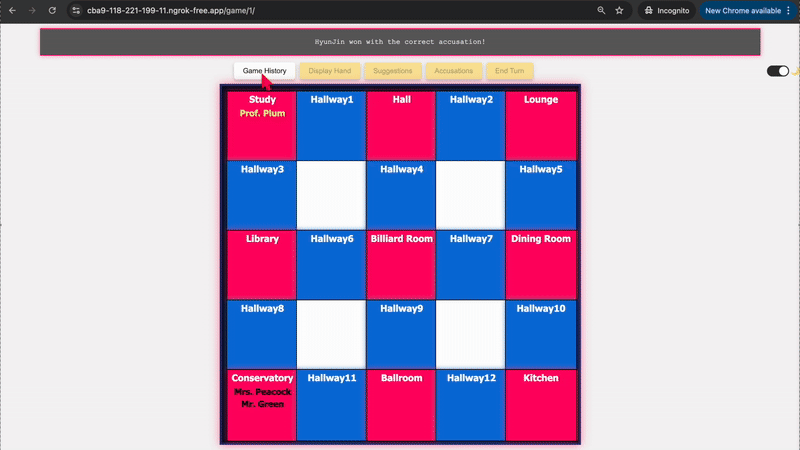 cba9-118-221-199-11.ngrok-free.app/game/1/
Incognito
New Chrome available
HyunJin won with the correct accusation!
Game History
Display Hand
Suggestions
Accusations
End Turn
Study
Hallway1
Hall
Hallway2
Lounge
Prof. Plum
Hallway3
Hallway4
Hallway5
Library
Hallway6
Billiard Room
Hallway7
Dining Room
Hallway8
Hallway9
Hallway10
Conservatory
Hallway11
Ballroom
Hallway12
Kitchen
Mrs. Peacock
Mr. Green